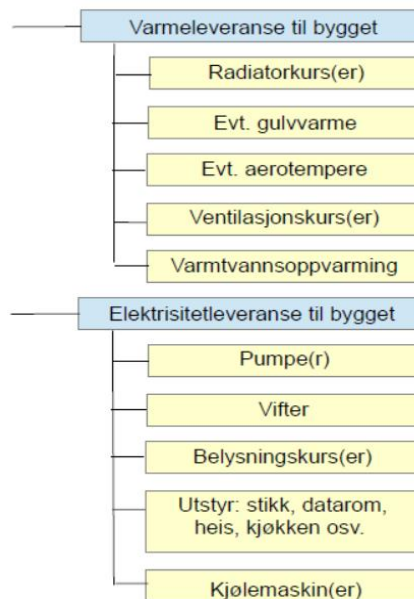 Varmeleveranse til bygget
Radiatorkurs(er)
Evt. gulvvarme
Evt. aerotempere
Ventilasjonskurs(er)
Varmtvannsoppvarming
Elektrisitetleveranse til bygget
Pumpe(r)
Vifter
Belysningskurs(er)
Utstyr: stikk, datarom,
heis, kjøkken osv.
Kjølemaskin(er)